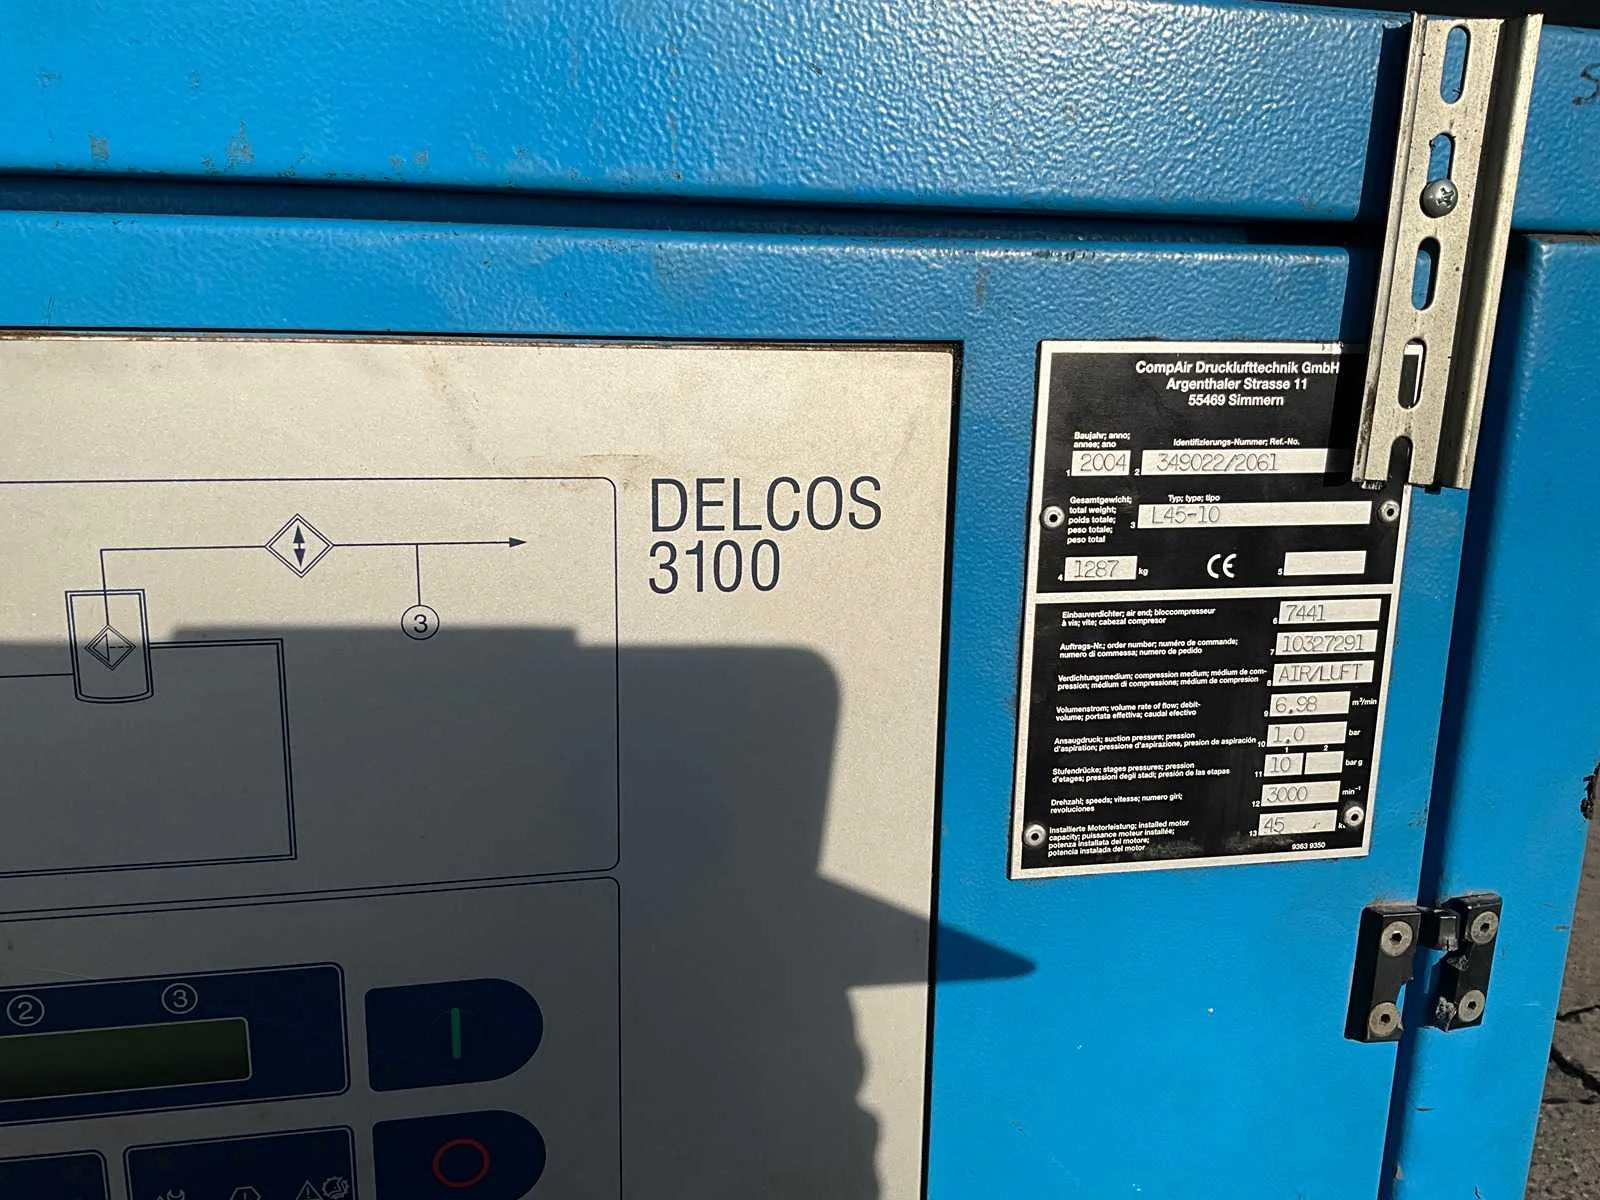 DELCOS
3100
3
2
3
CompAir Drucklufttechnik GmbH
Argenthaler Strasse 11
55469 Simmern
Baujahr; anno;
annee; ano
Identifizierungs-Nummer; Ref.-No.
1 2004 2 349022/2061
Gesamtgewicht;
total weight;
poids totale;
peso totale;
peso total
Typ; type; tipo
3 L45-10
4 1287 kg CE 5
Einbauverdichter; air end; bloccompresseur
à vis; vite; cabezal compresor
6 7441
Auftrags-Nr.; order number; numéro de commande;
numero di commessa; numero de pedido
7 10327291
Verdichtungsmedium; compression medium; médium de com-
pression; médium di compressione; médium de compresion
8 AIR/LUFT
Volumenstrom; volume rate of flow; debit-
volume; portata effettiva; caudal efectivo
9 6,98 m³/min
Ansaugdruck; suction pressure; pression
d'aspiration; pressione d'aspirazione, presion de aspiración
10 1.0 bar
1 2
Stufendrücke; stages pressures; pression
d'etages; pressioni degli stadi; presión de las etapas
11 10 bar g
Drehzahl; speeds; vitesse; numero giri;
revoluciones
12 3000 min⁻¹
Installierte Motorleistung; installed motor
capacity; puissance moteur installée;
potenza installata del motore;
potencia instalada del motor
13 45
9363 9350